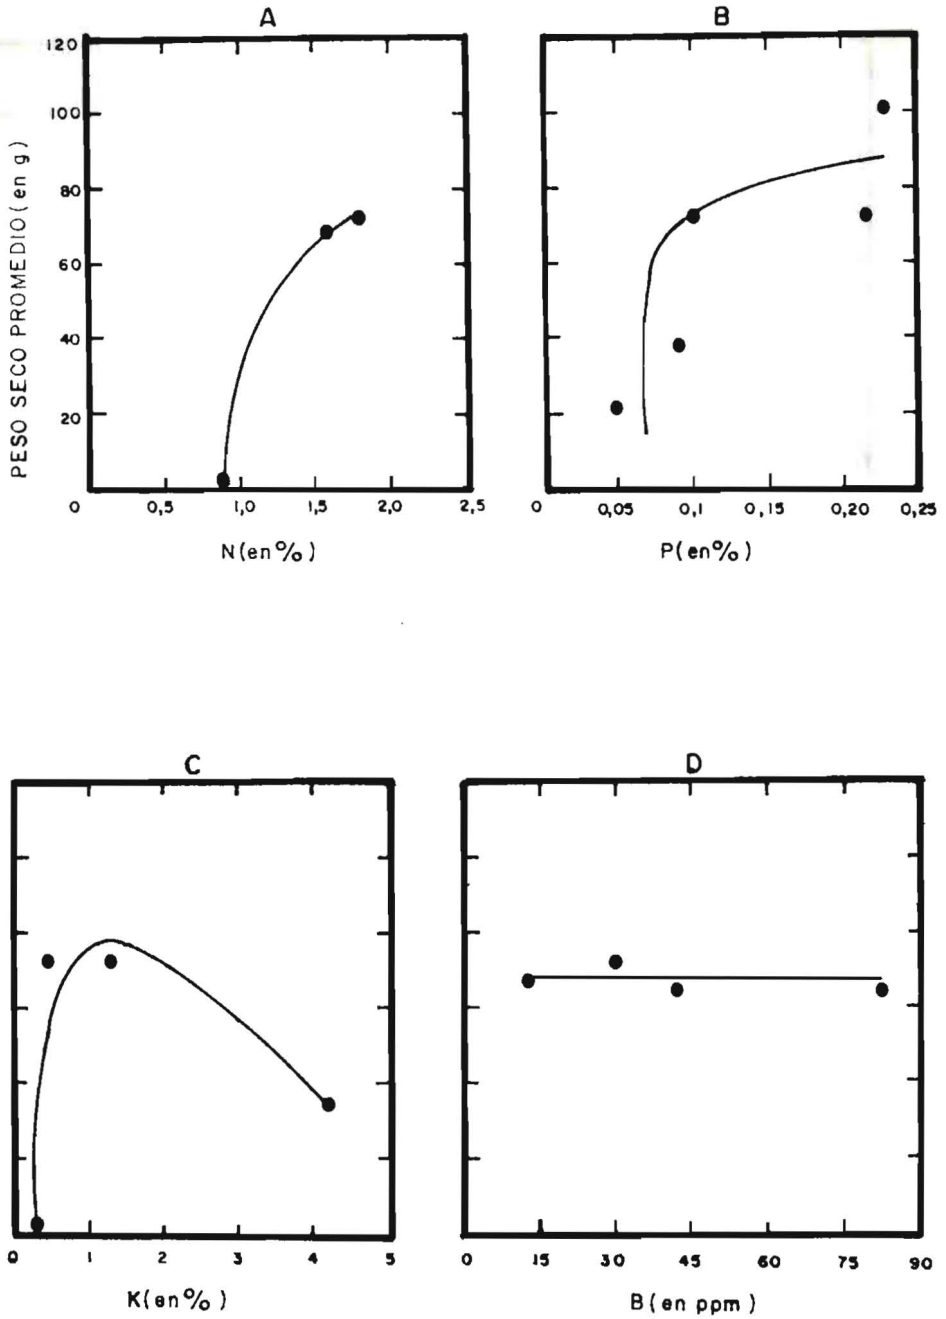 A
B
PESO SECO PROMEDIO (en g)
120
100
80
60
40
20
0 0,5 1,0 1,5 2,0 2,5
0 0,05 0,1 0,15 0,20 0,25
N (en %)
P (en %)
C
D
0 1 2 3 4 5
0 15 30 45 60 75 90
K (en %)
B (en ppm)